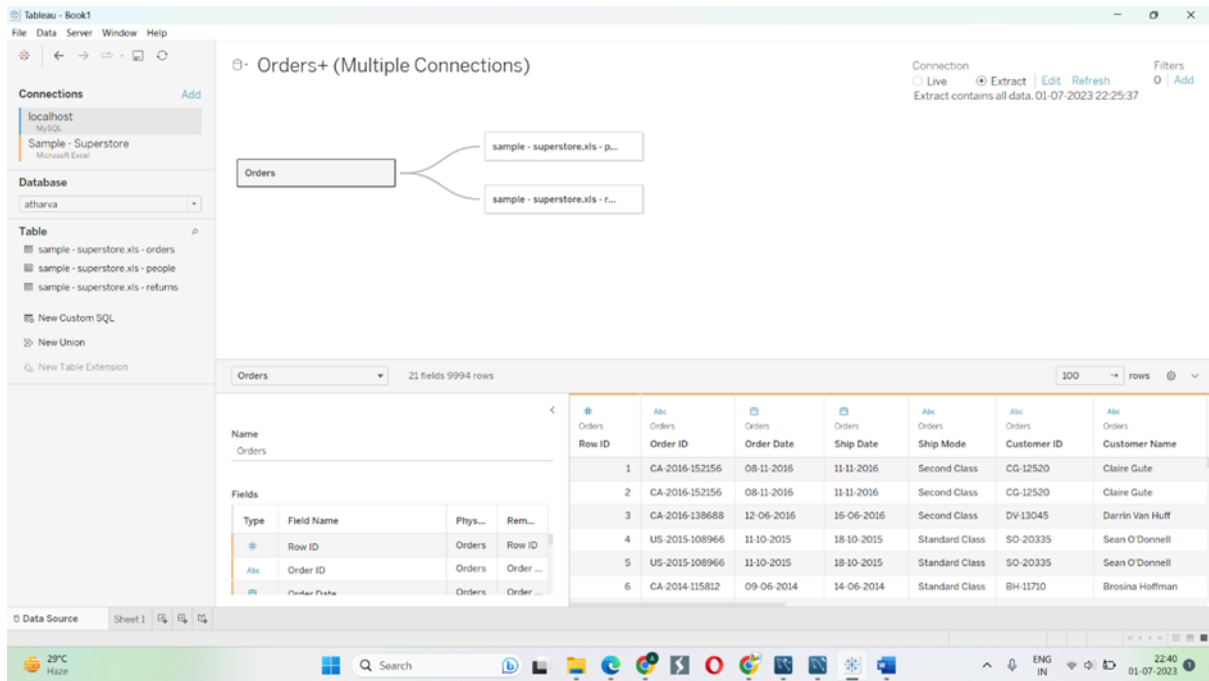 Tableau - Book1
File Data Server Window Help
Connections Add
localhost
MySQL
Sample - Superstore
Microsoft Excel
Database
atharva
Table
sample - superstore.xls - orders
sample - superstore.xls - people
sample - superstore.xls - returns
New Custom SQL
New Union
New Table Extension
Orders+ (Multiple Connections)
Connection
Live Extract Edit Refresh
Extract contains all data. 01-07-2023 22:25:37
Filters
0 Add
Orders
sample - superstore.xls - p...
sample - superstore.xls - r...
Orders 21 fields 9994 rows 100 rows
Name
Orders
Fields
Type Field Name Phys... Rem...
# Row ID Orders Row ID
Abc Order ID Orders Order ...
Order Date Orders Order ...
# Abc Abc Abc Abc
Orders Orders Orders Orders Orders Orders Orders
Row ID Order ID Order Date Ship Date Ship Mode Customer ID Customer Name
1 CA-2016-152156 08-11-2016 11-11-2016 Second Class CG-12520 Claire Gute
2 CA-2016-152156 08-11-2016 11-11-2016 Second Class CG-12520 Claire Gute
3 CA-2016-138688 12-06-2016 16-06-2016 Second Class DV-13045 Darrin Van Huff
4 US-2015-108966 11-10-2015 18-10-2015 Standard Class SO-20335 Sean O'Donnell
5 US-2015-108966 11-10-2015 18-10-2015 Standard Class SO-20335 Sean O'Donnell
6 CA-2014-115812 09-06-2014 14-06-2014 Standard Class BH-11710 Brosina Hoffman
Data Source Sheet 1
29°C
Haze
Search
ENG
IN
22:40
01-07-2023
1